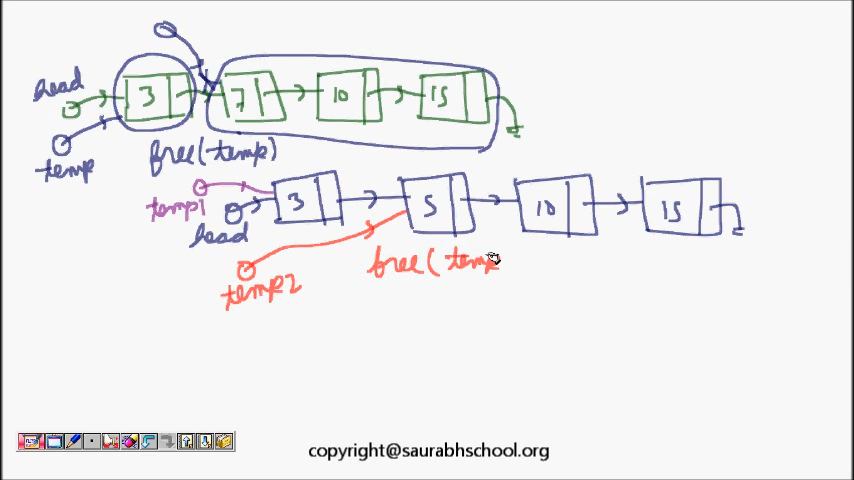 head
3 7 10 15
temp
free(temp)
temp1
3 5 10 15
head
free( temp
temp2
copyright@saurabhschool.org